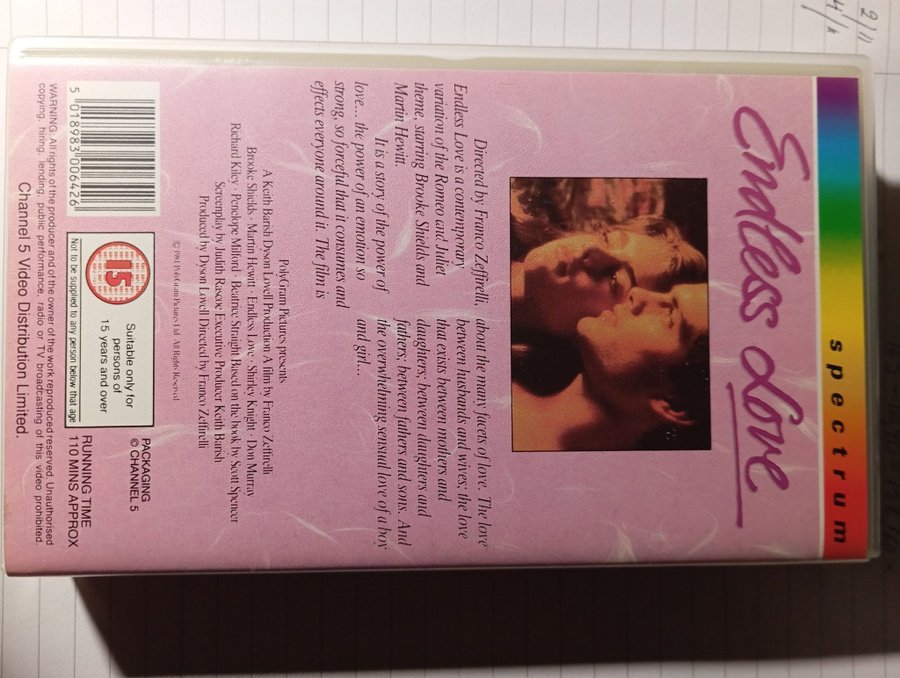 spectrum
Endless Love
Directed by Franco Zeffirelli,
Endless Love is a contemporary
variation of the Romeo and Juliet
theme, starring Brooke Shields and
Martin Hewitt.
It is a story of the power of
love... the power of an emotion so
strong, so forceful that it consumes and
effects everyone around it. The film is
about the many facets of love. The love
between husbands and wives; the love
that exists between mothers and
daughters; between daughters and
fathers; between fathers and sons. And
the overwhelming sensual love of a boy
and girl...
PolyGram Pictures presents
A Keith Barish Dyson Lovell Production A film by Franco Zeffirelli
Brooke Shields · Martin Hewitt · Endless Love · Shirley Knight · Don Murray
Richard Kiley · Penelope Milford · Beatrice Straight Based on the book by Scott Spencer
Screenplay by Judith Rascoe Executive Producer Keith Barish
Produced by Dyson Lovell Directed by Franco Zeffirelli
© 1981 PolyGram Pictures Ltd. All Rights Reserved
5 018983 006426
15
Suitable only for
persons of
15 years and over
Not to be supplied to any person below that age
PACKAGING
© CHANNEL 5
RUNNING TIME
110 MINS APPROX
WARNING: All rights of the producer and of the owner of the work reproduced reserved. Unauthorised
copying, hiring, lending, public performance, radio or TV broadcasting of this video prohibited.
Channel 5 Video Distribution Limited.
2/11